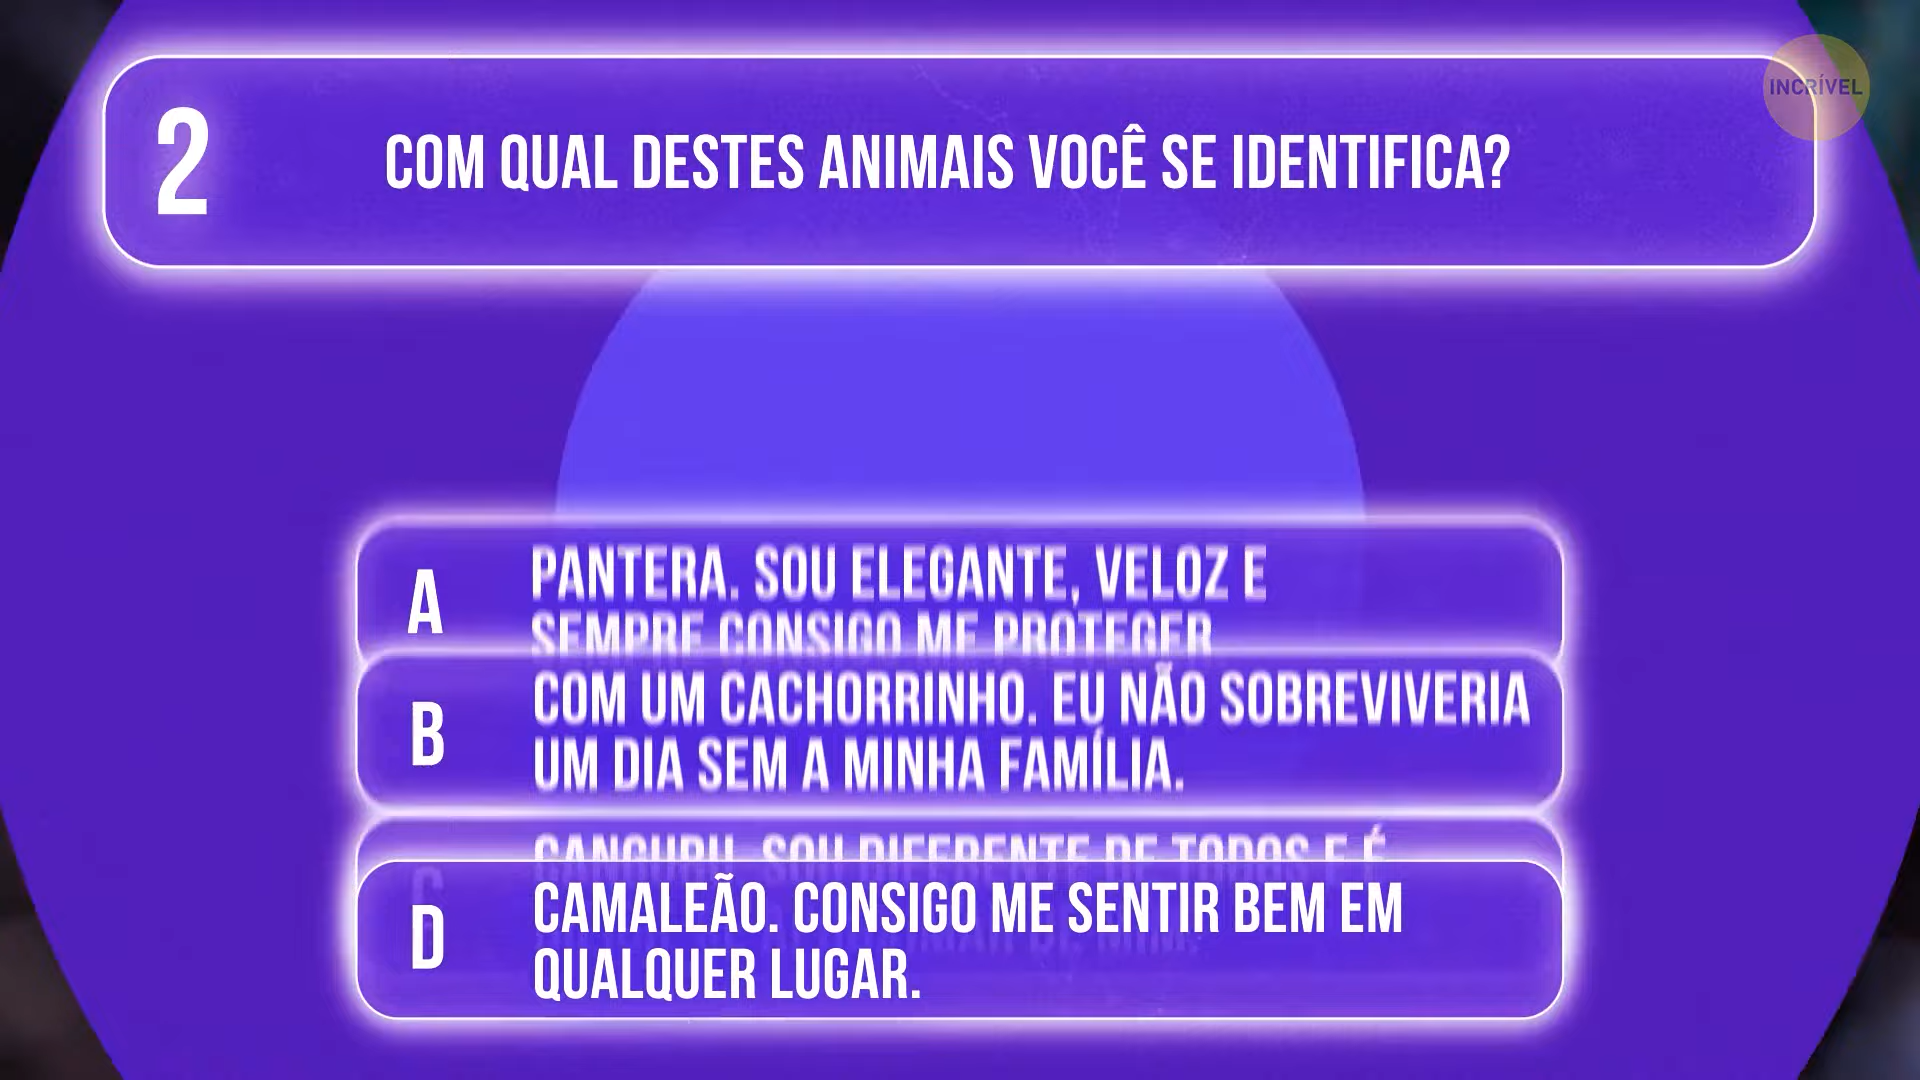 INCRÍVEL
2
COM QUAL DESTES ANIMAIS VOCÊ SE IDENTIFICA?
A
PANTERA. SOU ELEGANTE, VELOZ E
SEMPRE CONSIGO ME PROTEGER.
B
COM UM CACHORRINHO. EU NÃO SOBREVIVERIA
UM DIA SEM A MINHA FAMÍLIA.
C
CANGURU. SOU DIFERENTE DE TODOS E É
D
CAMALEÃO. CONSIGO ME SENTIR BEM EM
QUALQUER LUGAR.